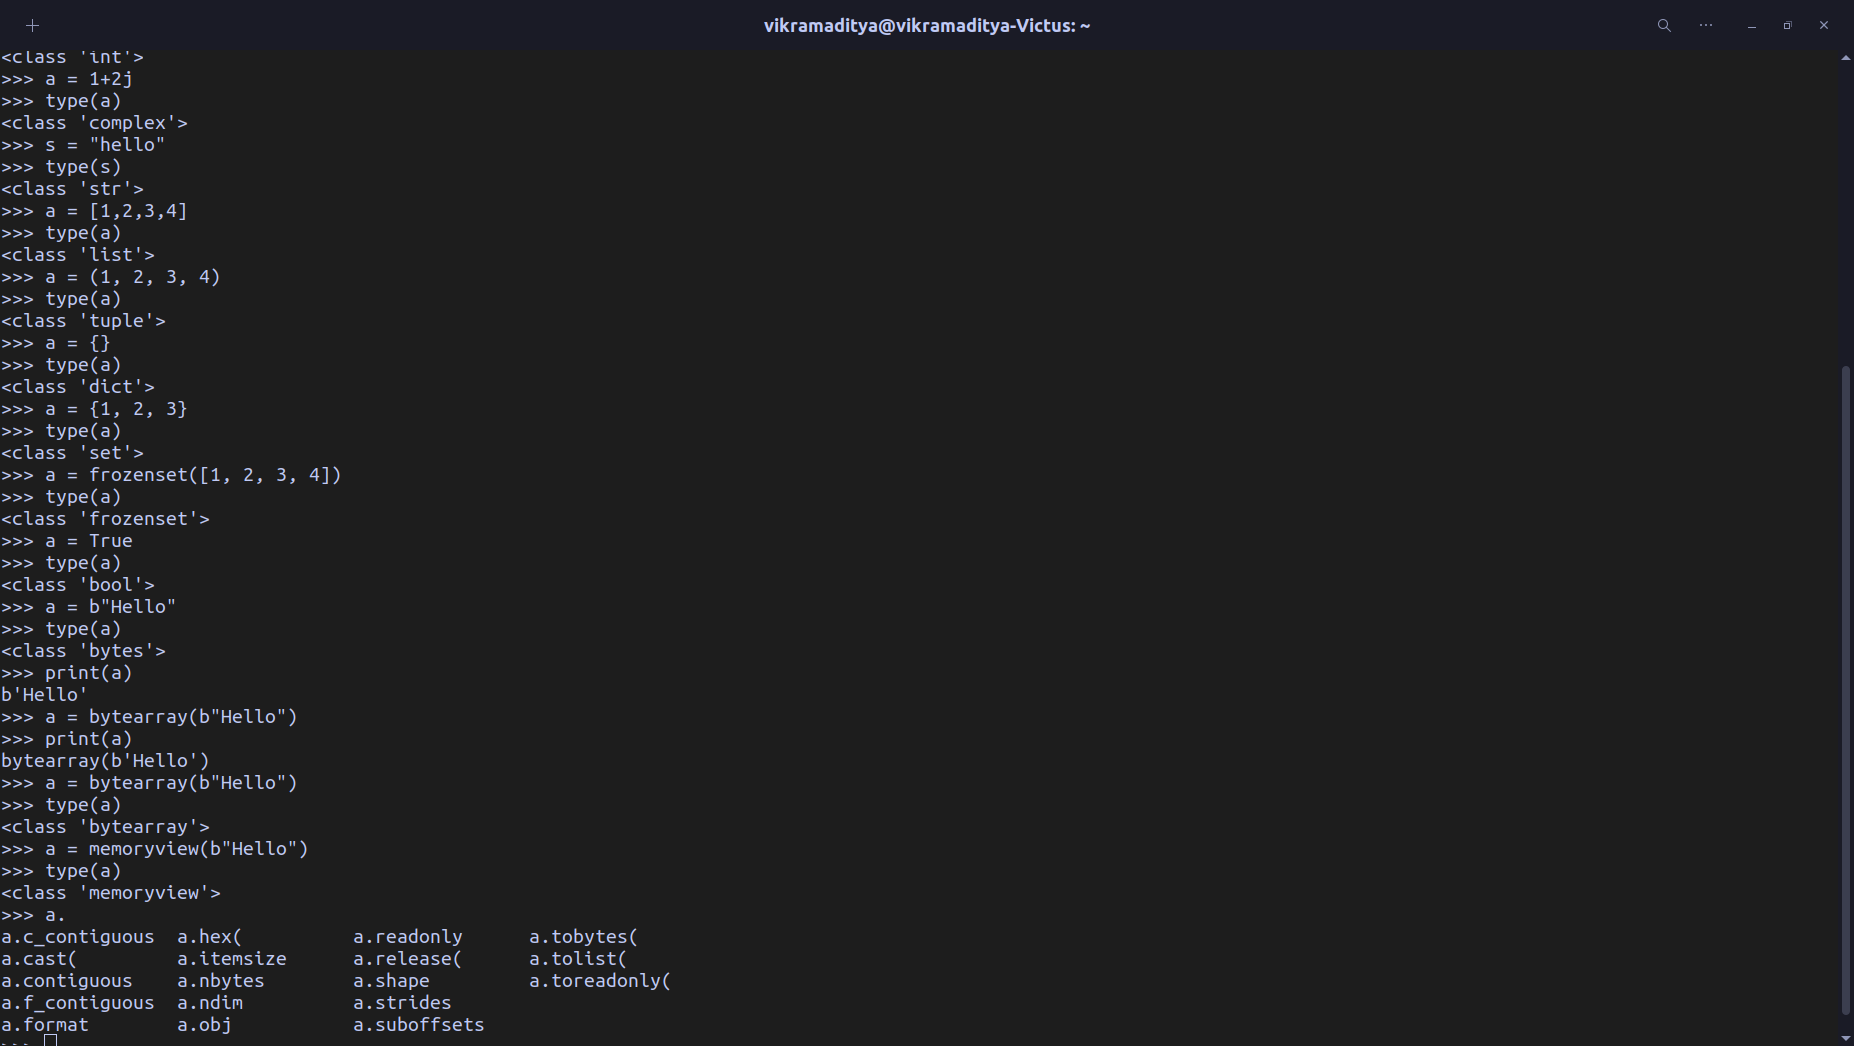 vikramaditya@vikramaditya-Victus: ~
<class 'int'>
>>> a = 1+2j
>>> type(a)
<class 'complex'>
>>> s = "hello"
>>> type(s)
<class 'str'>
>>> a = [1,2,3,4]
>>> type(a)
<class 'list'>
>>> a = (1, 2, 3, 4)
>>> type(a)
<class 'tuple'>
>>> a = {}
>>> type(a)
<class 'dict'>
>>> a = {1, 2, 3}
>>> type(a)
<class 'set'>
>>> a = frozenset([1, 2, 3, 4])
>>> type(a)
<class 'frozenset'>
>>> a = True
>>> type(a)
<class 'bool'>
>>> a = b"Hello"
>>> type(a)
<class 'bytes'>
>>> print(a)
b'Hello'
>>> a = bytearray(b"Hello")
>>> print(a)
bytearray(b'Hello')
>>> a = bytearray(b"Hello")
>>> type(a)
<class 'bytearray'>
>>> a = memoryview(b"Hello")
>>> type(a)
<class 'memoryview'>
>>> a.
a.c_contiguous  a.hex(          a.readonly      a.tobytes(
a.cast(         a.itemsize      a.release(      a.tolist(
a.contiguous    a.nbytes        a.shape         a.toreadonly(
a.f_contiguous  a.ndim          a.strides
a.format        a.obj           a.suboffsets
>>>